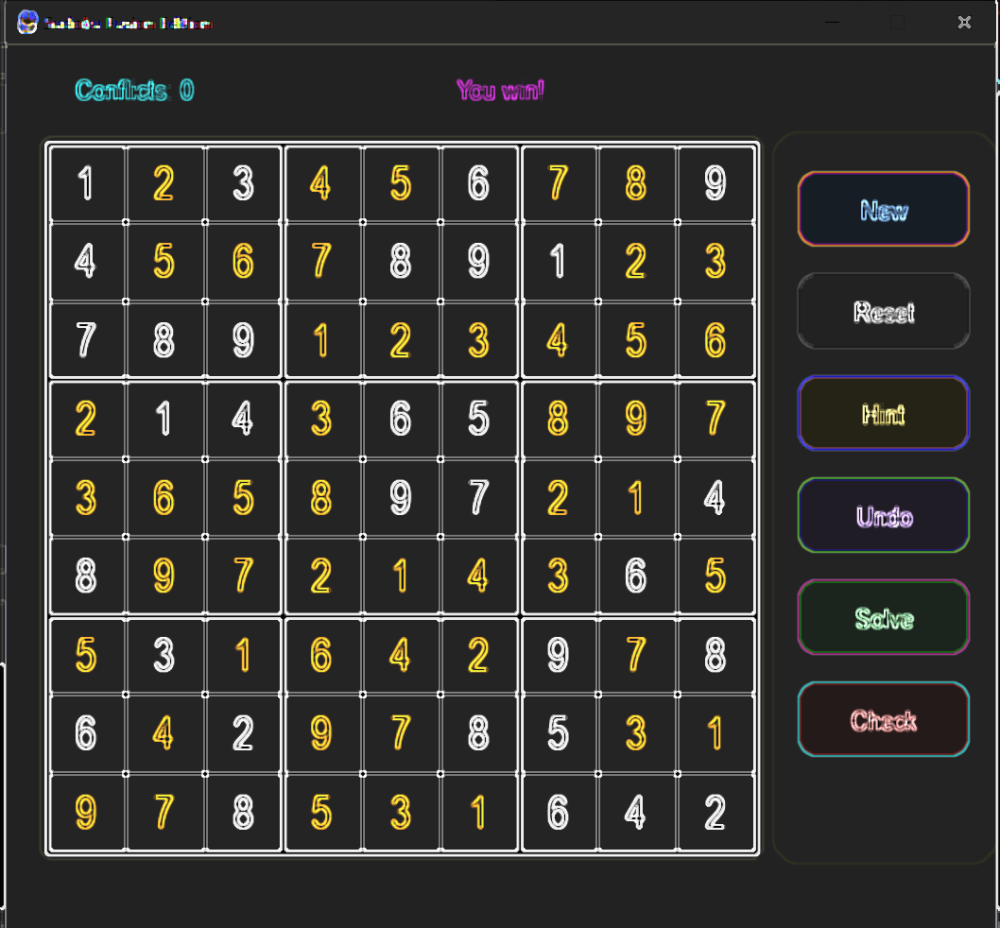 Conflicts: 0
You win!
1 2 3 4 5 6 7 8 9
4 5 6 7 8 9 1 2 3
7 8 9 1 2 3 4 5 6
2 1 4 3 6 5 8 9 7
3 6 5 8 9 7 2 1 4
8 9 7 2 1 4 3 6 5
5 3 1 6 4 2 9 7 8
6 4 2 9 7 8 5 3 1
9 7 8 5 3 1 6 4 2
New
Reset
Hint
Undo
Solve
Check